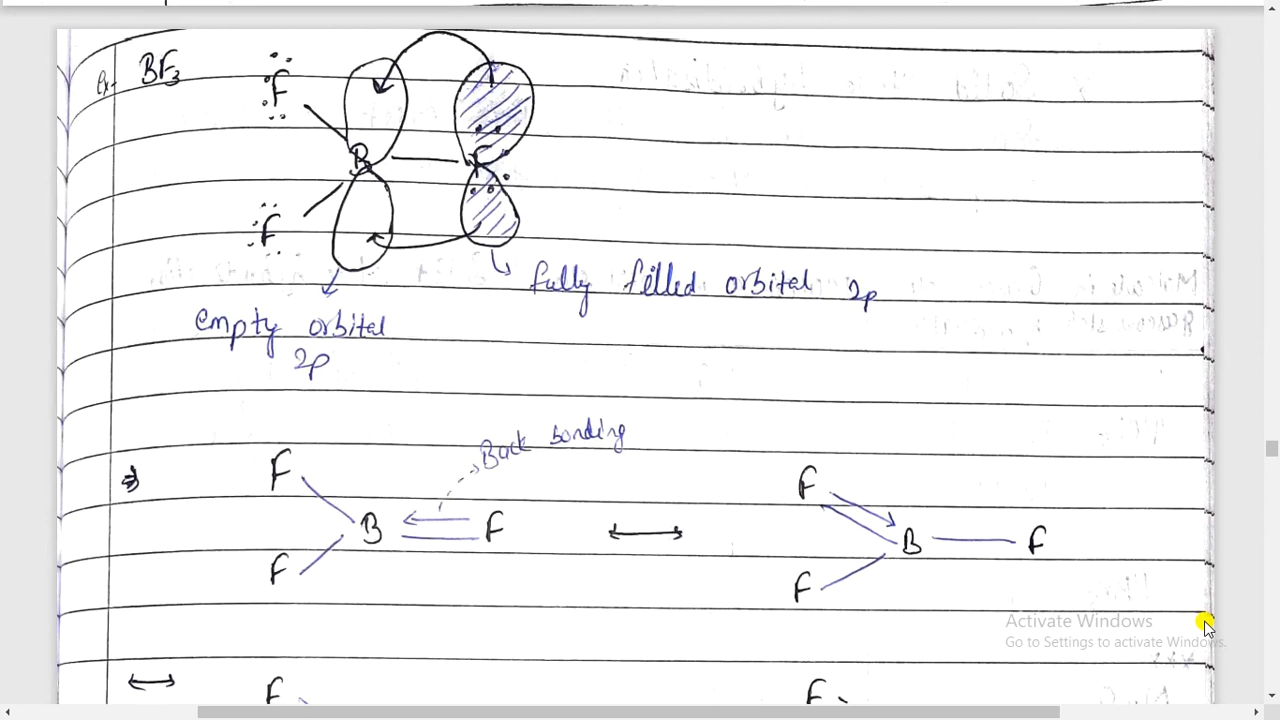 Ex- BF3
F
B F
F
fully filled orbital 2p
empty orbital
2p
Back bonding
⇒ F F
B F ⟷ B F
F F
Activate Windows
Go to Settings to activate Windows.
⟷ F F